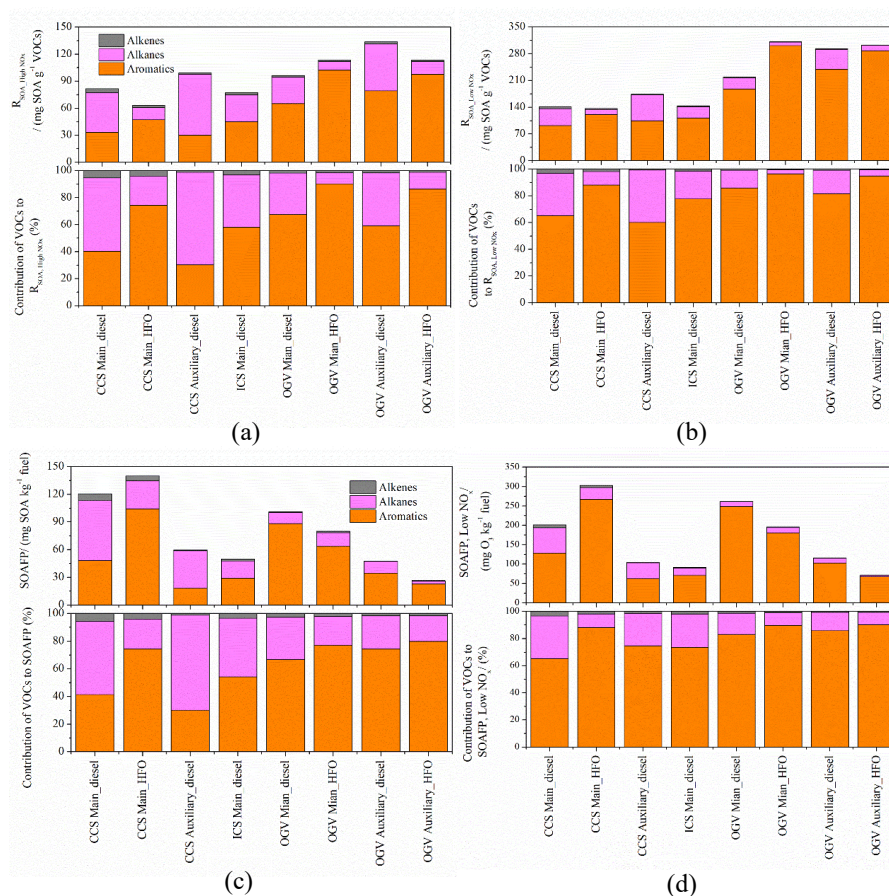 150
120
90
60
30
0
R_SOA, High NOx
/ (mg SOA g⁻¹ VOCs)
Alkenes
Alkanes
Aromatics
100
80
60
40
20
0
Contribution of VOCs to
R_SOA, High NOx (%)
CCS Main_diesel
CCS Main_HFO
CCS Auxiliary_diesel
ICS Main_diesel
OGV Mian_diesel
OGV Mian_HFO
OGV Auxiliary_diesel
OGV Auxiliary_HFO
(a)
350
280
210
140
70
0
R_SOA, Low NOx
/ (mg SOA g⁻¹ VOCs)
100
80
60
40
20
0
Contribution of VOCs
to R_SOA, Low NOx (%)
CCS Main_diesel
CCS Main_HFO
CCS Auxiliary_diesel
ICS Main_diesel
OGV Mian_diesel
OGV Mian_HFO
OGV Auxiliary_diesel
OGV Auxiliary_HFO
(b)
150
120
90
60
30
0
SOAFP/ (mg SOA kg⁻¹ fuel)
Alkenes
Alkanes
Aromatics
100
80
60
40
20
0
Contribution of VOCs to SOAFP (%)
CCS Main_diesel
CCS Main_HFO
CCS Auxiliary_diesel
ICS Main_diesel
OGV Mian_diesel
OGV Mian_HFO
OGV Auxiliary_diesel
OGV Auxiliary_HFO
(c)
350
300
250
200
150
100
50
0
SOAFP, Low NOₓ/
(mg O₃ kg⁻¹ fuel)
100
80
60
40
20
0
Contribution of VOCs to
SOAFP, Low NOₓ/ (%)
CCS Main_diesel
CCS Main_HFO
CCS Auxiliary_diesel
ICS Main_diesel
OGV Mian_diesel
OGV Mian_HFO
OGV Auxiliary_diesel
OGV Auxiliary_HFO
(d)